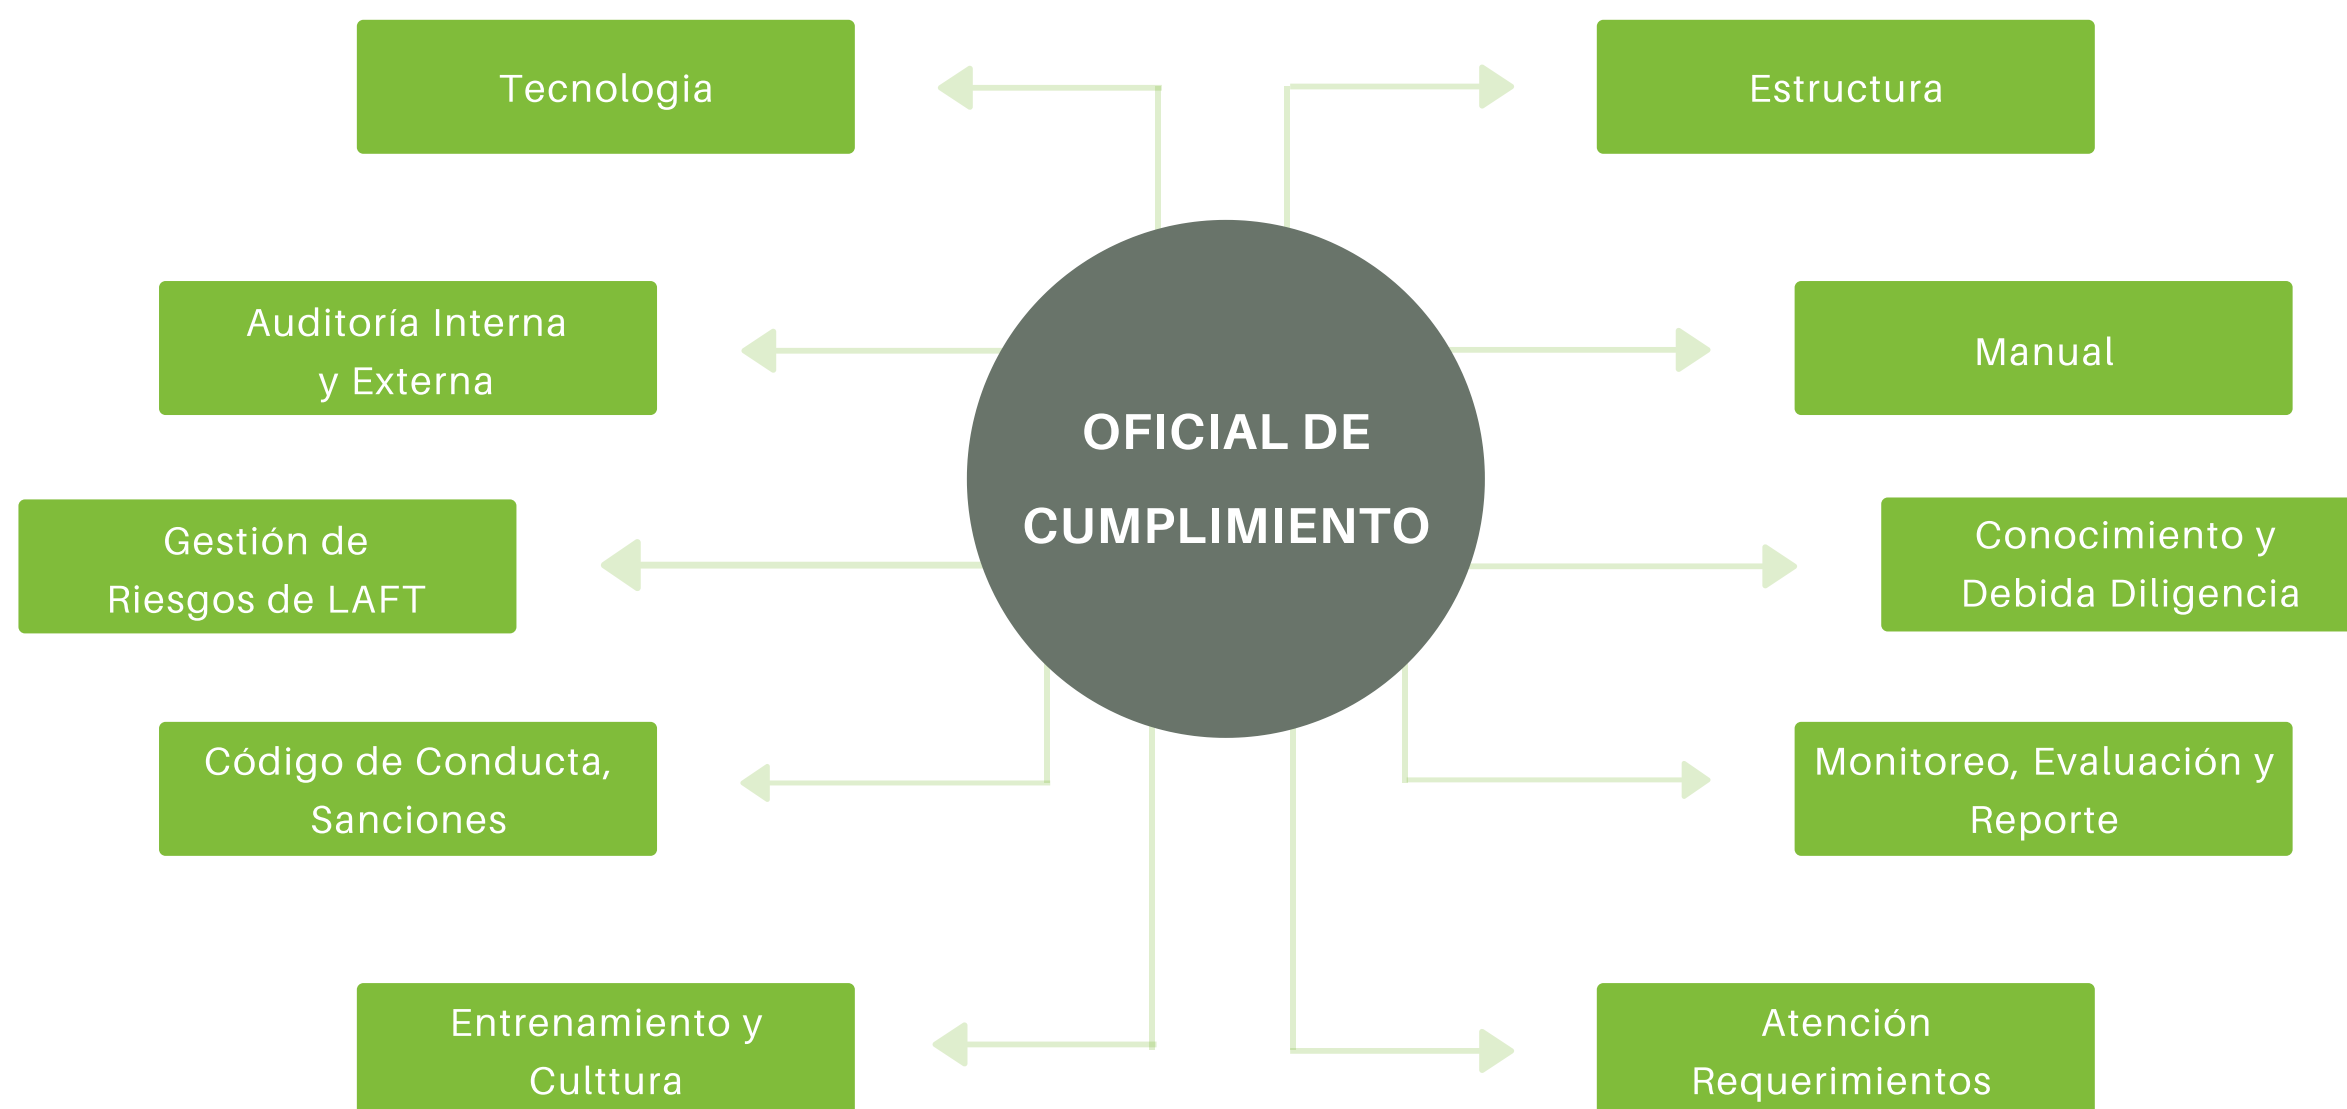 Tecnologia
Estructura
Auditoría Interna
y Externa
Manual
OFICIAL DE
CUMPLIMIENTO
Gestión de
Riesgos de LAFT
Conocimiento y
Debida Diligencia
Código de Conducta,
Sanciones
Monitoreo, Evaluación y
Reporte
Entrenamiento y
Culttura
Atención
Requerimientos